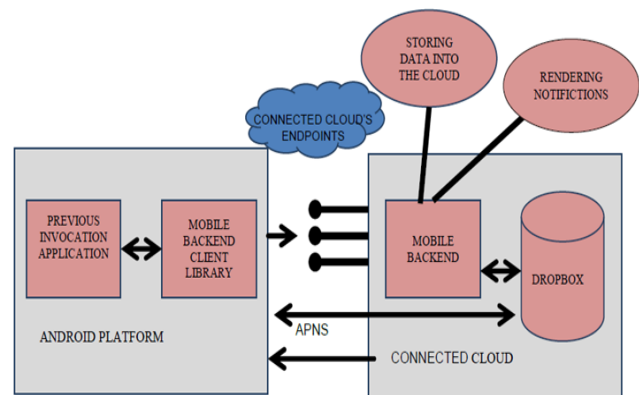 STORING
DATA INTO
THE CLOUD
RENDERING
NOTIFICTIONS
CONNECTED CLOUD'S
ENDPOINTS
PREVIOUS
INVOCATION
APPLICATION
MOBILE
BACKEND
CLIENT
LIBRARY
MOBILE
BACKEND
DROPBOX
ANDROID PLATFORM
APNS
CONNECTED CLOUD